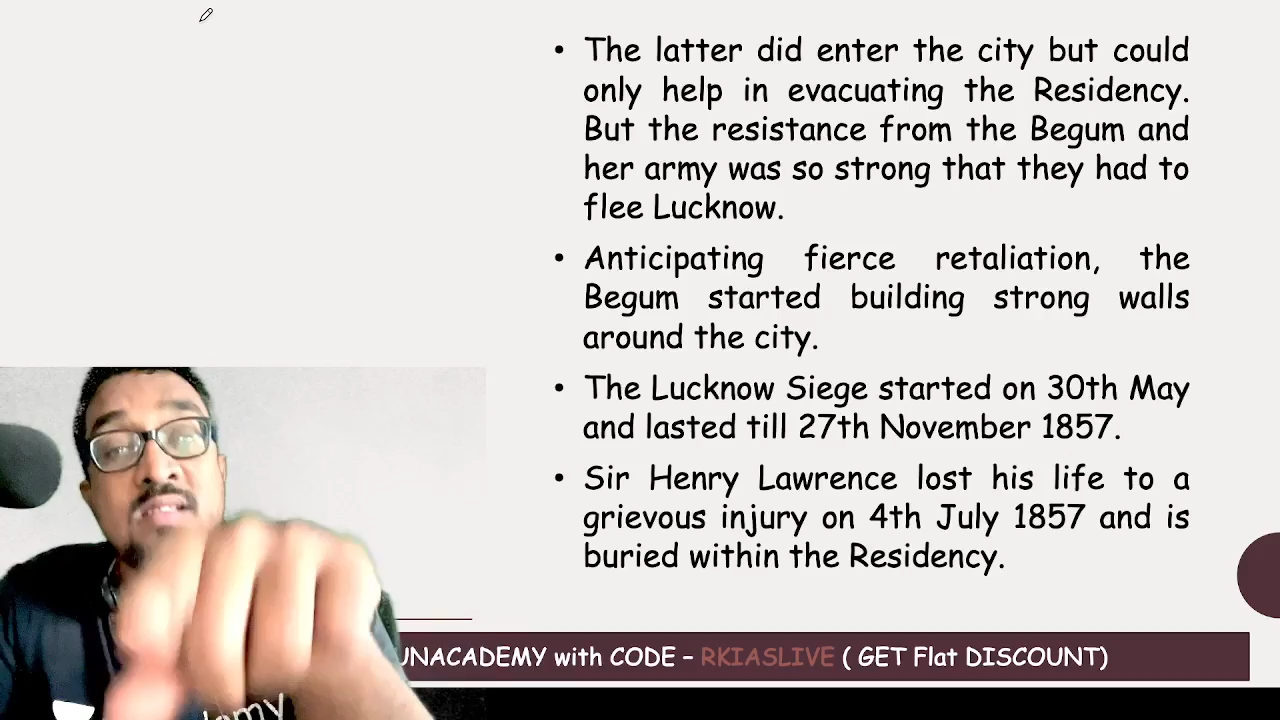 • The latter did enter the city but could
only help in evacuating the Residency.
But the resistance from the Begum and
her army was so strong that they had to
flee Lucknow.
• Anticipating fierce retaliation, the
Begum started building strong walls
around the city.
• The Lucknow Siege started on 30th May
and lasted till 27th November 1857.
• Sir Henry Lawrence lost his life to a
grievous injury on 4th July 1857 and is
buried within the Residency.
UNACADEMY with CODE – RKIASLIVE ( GET Flat DISCOUNT)